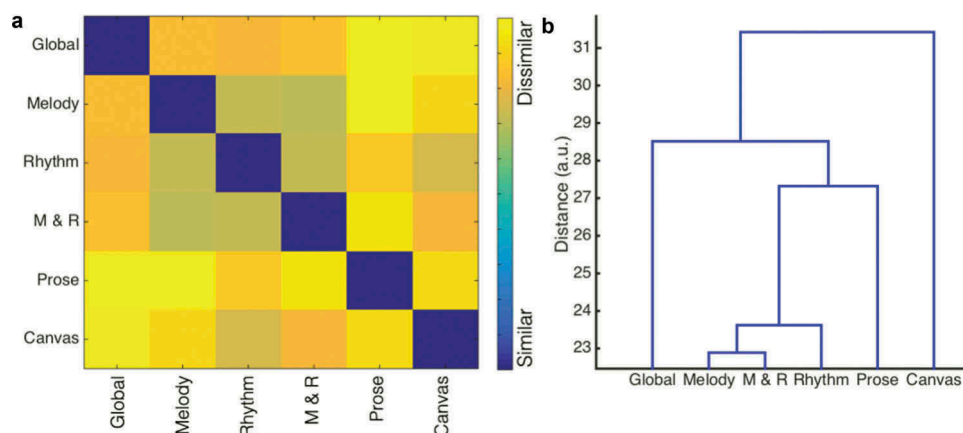 a
Global
Melody
Rhythm
M & R
Prose
Canvas
Global
Melody
Rhythm
M & R
Prose
Canvas
Dissimilar
Similar
b
Distance (a.u.)
31
30
29
28
27
26
25
24
23
Global Melody M & R Rhythm Prose Canvas